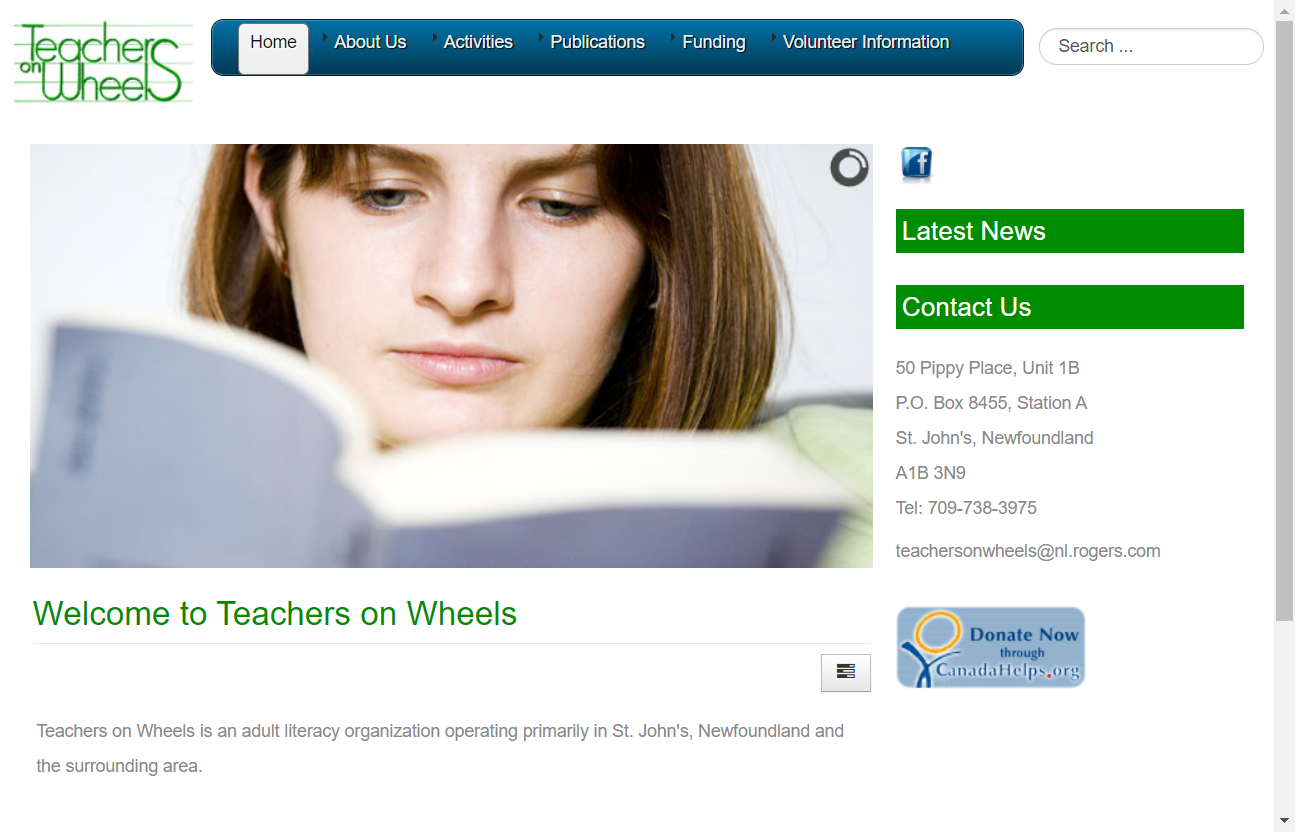 Teachers
on Wheels
Home
About Us
Activities
Publications
Funding
Volunteer Information
Search ...
Latest News
Contact Us
50 Pippy Place, Unit 1B
P.O. Box 8455, Station A
St. John's, Newfoundland
A1B 3N9
Tel: 709-738-3975
teachersonwheels@nl.rogers.com
Donate Now
through
CanadaHelps.org
Welcome to Teachers on Wheels
Teachers on Wheels is an adult literacy organization operating primarily in St. John's, Newfoundland and
the surrounding area.